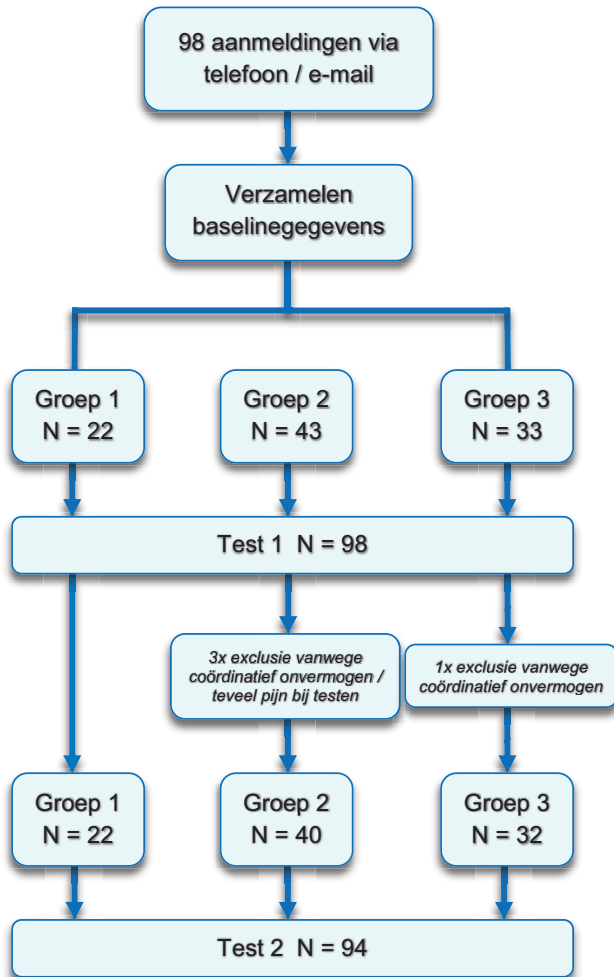 98 aanmeldingen via
telefoon / e-mail
Verzamelen
baselinegegevens
Groep 1
N = 22
Groep 2
N = 43
Groep 3
N = 33
Test 1 N = 98
3x exclusie vanwege
coördinatief onvermogen /
teveel pijn bij testen
1x exclusie vanwege
coördinatief onvermogen
Groep 1
N = 22
Groep 2
N = 40
Groep 3
N = 32
Test 2 N = 94